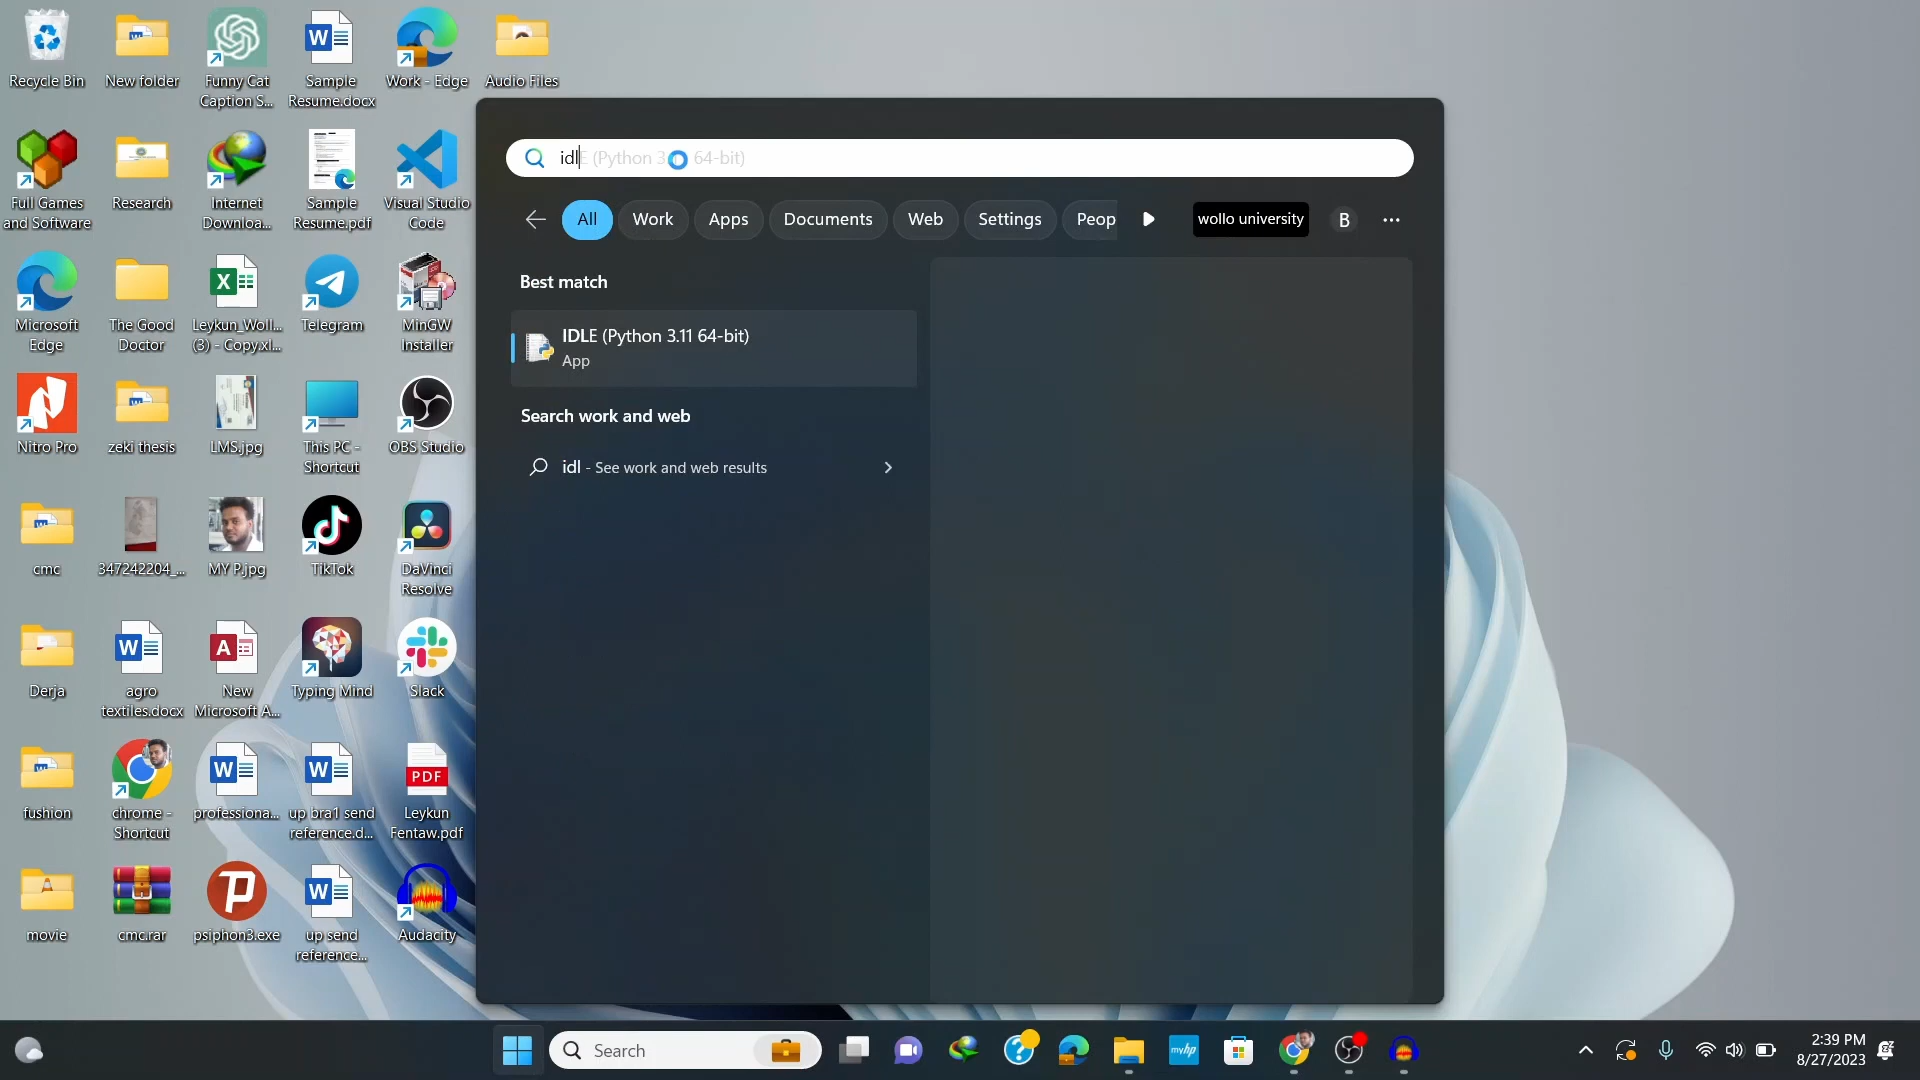 Recycle Bin
New folder
Funny Cat
Caption S...
Sample
Resume.docx
Work - Edge
Audio Files
Full Games
and Software
Research
Internet
Downloa...
Sample
Resume.pdf
Visual Studio
Code
Microsoft
Edge
The Good
Doctor
Leykun_Woll...
(3) - Copy.xl...
Telegram
MinGW
Installer
Nitro Pro
zeki thesis
LMS.jpg
This PC -
Shortcut
OBS Studio
cmc
347242204_...
MY P.jpg
TikTok
DaVinci
Resolve
Derja
agro
textiles.docx
New
Microsoft A...
Typing Mind
Slack
fushion
chrome -
Shortcut
professiona...
up bra1 send
reference.d...
PDF
Leykun
Fentaw.pdf
movie
cmc.rar
psiphon3.exe
up send
reference...
Audacity
idlE (Python 3. 64-bit)
All
Work
Apps
Documents
Web
Settings
Peop
wollo university
B
Best match
IDLE (Python 3.11 64-bit)
App
Search work and web
idl - See work and web results
Search
myhp
2:39 PM
8/27/2023